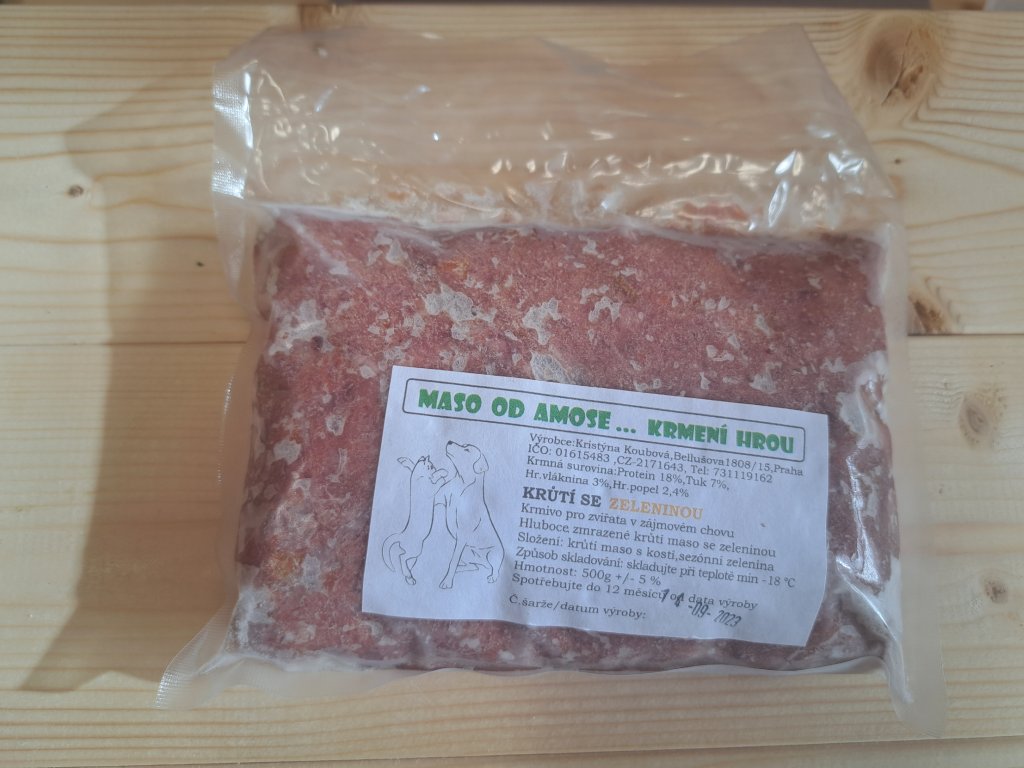 MASO OD AMOSE ... KRMENÍ HROU
Výrobce:Kristýna Koubová,Bellušova1808/15,Praha
IČO: 01615483 ,CZ-2171643, Tel: 731119162
Krmná surovina:Protein 18%,Tuk 7%,
Hr.vláknina 3%,Hr.popel 2,4%
KRŮTÍ SE ZELENINOU
Krmivo pro zvířata v zájmovém chovu
Hluboce zmrazené krůtí maso se zeleninou
Složení: krůtí maso s kostí,sezónní zelenina
Způsob skladování: skladujte při teplotě min -18 °C
Hmotnost: 500g +/- 5 %
Spotřebujte do 12 měsíců od data výroby
Č.šarže/datum výroby: -09- 2023